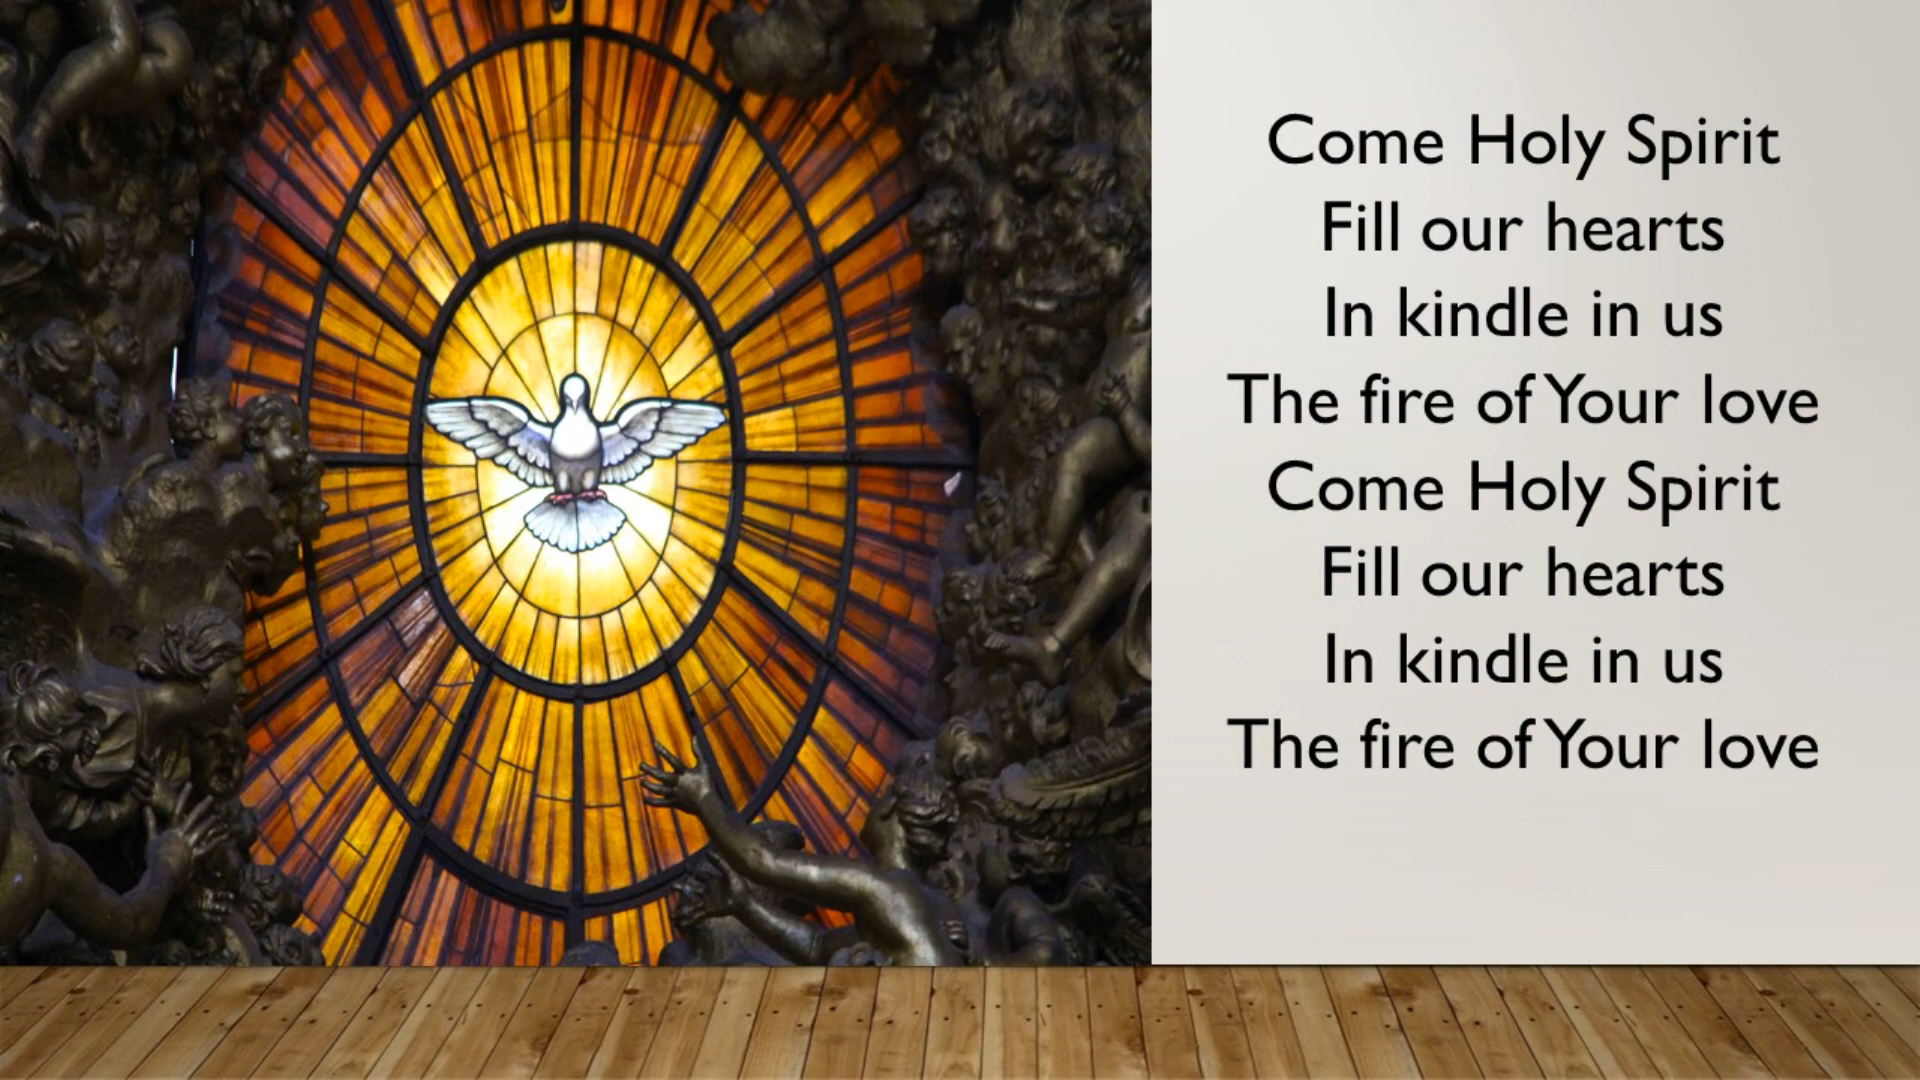 Come Holy Spirit
Fill our hearts
In kindle in us
The fire of Your love
Come Holy Spirit
Fill our hearts
In kindle in us
The fire of Your love